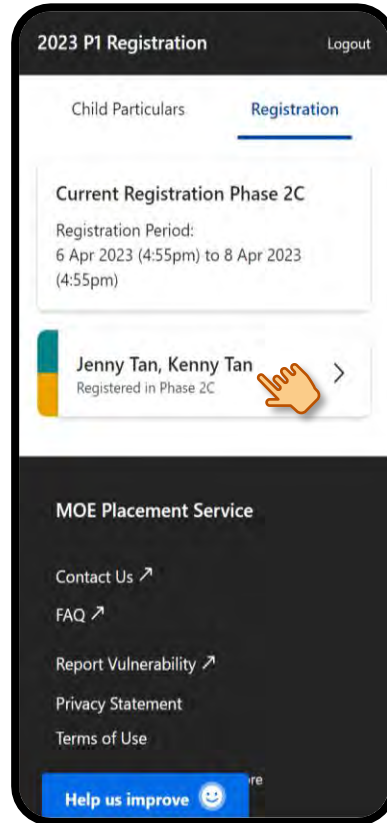 2023 P1 Registration Logout
Child Particulars Registration
Current Registration Phase 2C
Registration Period:
6 Apr 2023 (4:55pm) to 8 Apr 2023
(4:55pm)
Jenny Tan, Kenny Tan
Registered in Phase 2C
MOE Placement Service
Contact Us ↗
FAQ ↗
Report Vulnerability ↗
Privacy Statement
Terms of Use
Help us improve